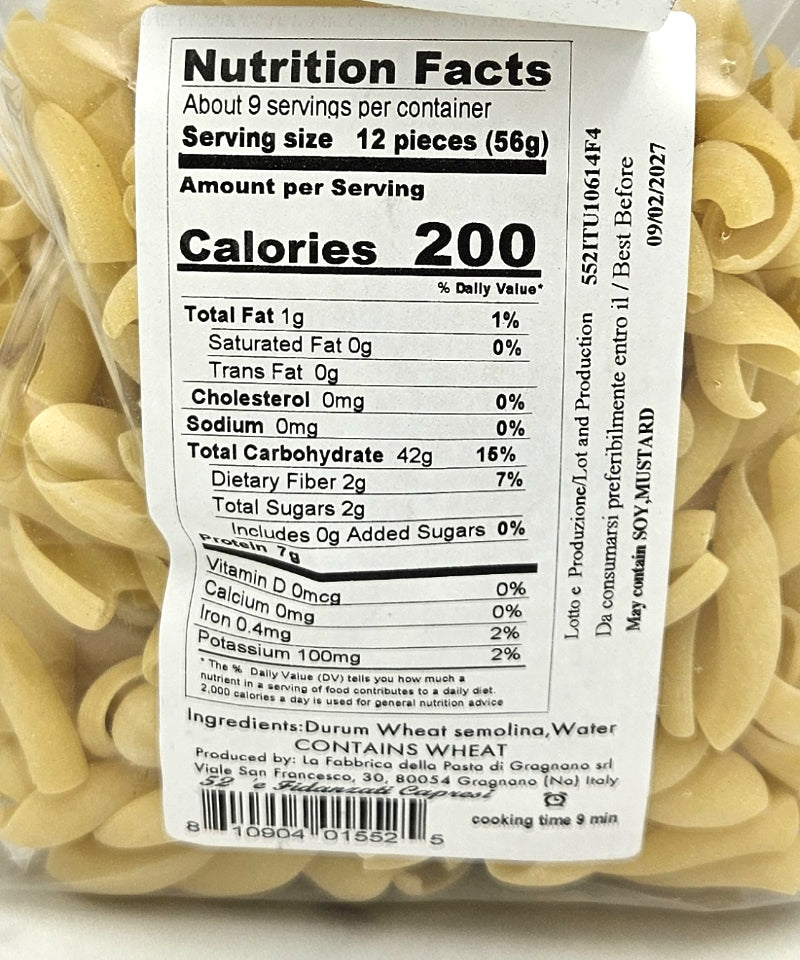 Nutrition Facts
About 9 servings per container
Serving size 12 pieces (56g)
Amount per Serving
Calories 200
% Daily Value*
Total Fat 1g 1%
Saturated Fat 0g 0%
Trans Fat 0g
Cholesterol 0mg 0%
Sodium 0mg 0%
Total Carbohydrate 42g 15%
Dietary Fiber 2g 7%
Total Sugars 2g
Includes 0g Added Sugars 0%
Protein 7g
Vitamin D 0mcg 0%
Calcium 0mg 0%
Iron 0.4mg 2%
Potassium 100mg 2%
* The % Daily Value (DV) tells you how much a
nutrient in a serving of food contributes to a daily diet.
2,000 calories a day is used for general nutrition advice
Ingredients:Durum Wheat semolina,Water
CONTAINS WHEAT
Produced by: La Fabbrica della Pasta di Gragnano srl
Viale San Francesco, 30, 80054 Gragnano (Na) Italy
52 'e Fidanzati Capresi
cooking time 9 min
8 10904 01552 5
Lotto e Produzione/Lot and Production 552ITU10614F4
Da consumarsi preferibilmente entro il / Best Before
09/02/2027
May contain SOY,MUSTARD